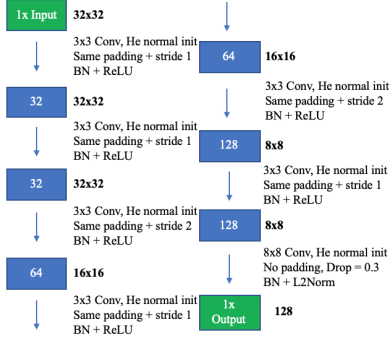 1x Input
32x32
3x3 Conv, He normal init
Same padding + stride 1
BN + ReLU
32
32x32
3x3 Conv, He normal init
Same padding + stride 1
BN + ReLU
32
32x32
3x3 Conv, He normal init
Same padding + stride 2
BN + ReLU
64
16x16
3x3 Conv, He normal init
Same padding + stride 1
BN + ReLU
64
16x16
3x3 Conv, He normal init
Same padding + stride 2
BN + ReLU
128
8x8
3x3 Conv, He normal init
Same padding + stride 1
BN + ReLU
128
8x8
8x8 Conv, He normal init
No padding, Drop = 0.3
BN + L2Norm
1x
Output
128